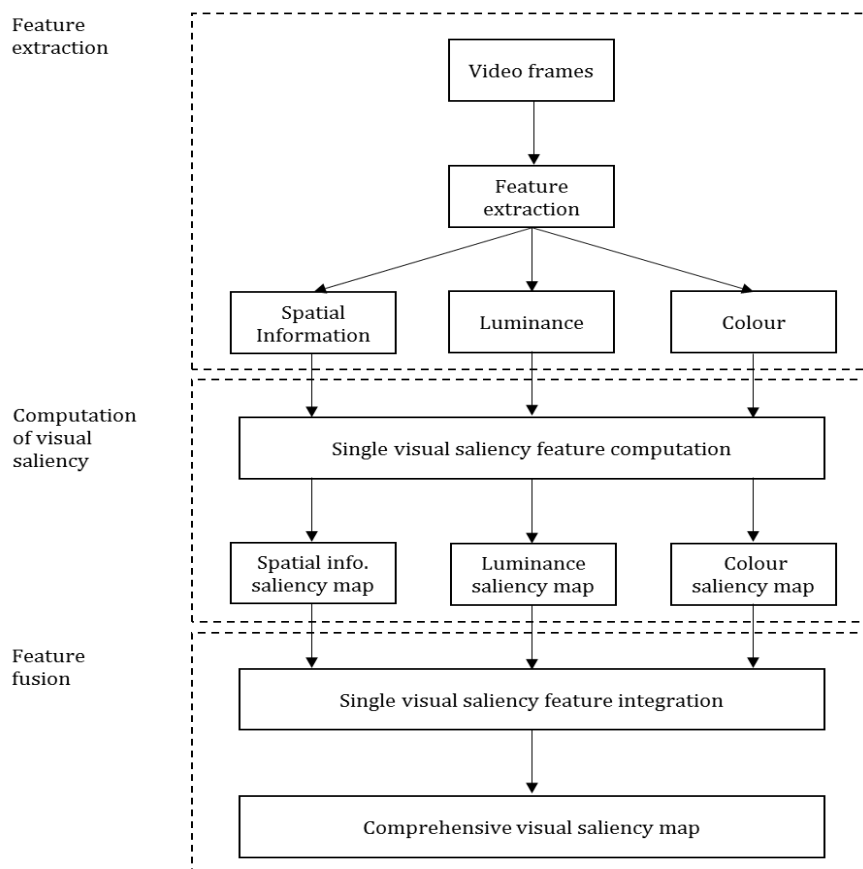 Feature
extraction
Video frames
Feature
extraction
Spatial
Information
Luminance
Colour
Computation
of visual
saliency
Single visual saliency feature computation
Spatial info.
saliency map
Luminance
saliency map
Colour
saliency map
Feature
fusion
Single visual saliency feature integration
Comprehensive visual saliency map